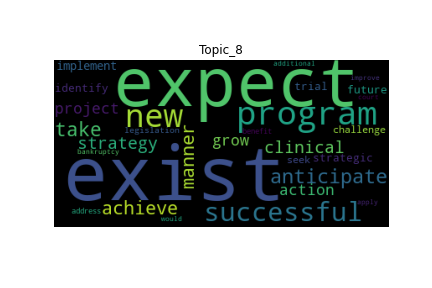 Topic_8
implement
additional
expect
improve
identify
trial
future
new
program
project
take
legislation
benefit
challenge
strategy
manner
grow
clinical
bankruptcy
seek
strategic
exist
anticipate
action
achieve
successful
address
would
apply